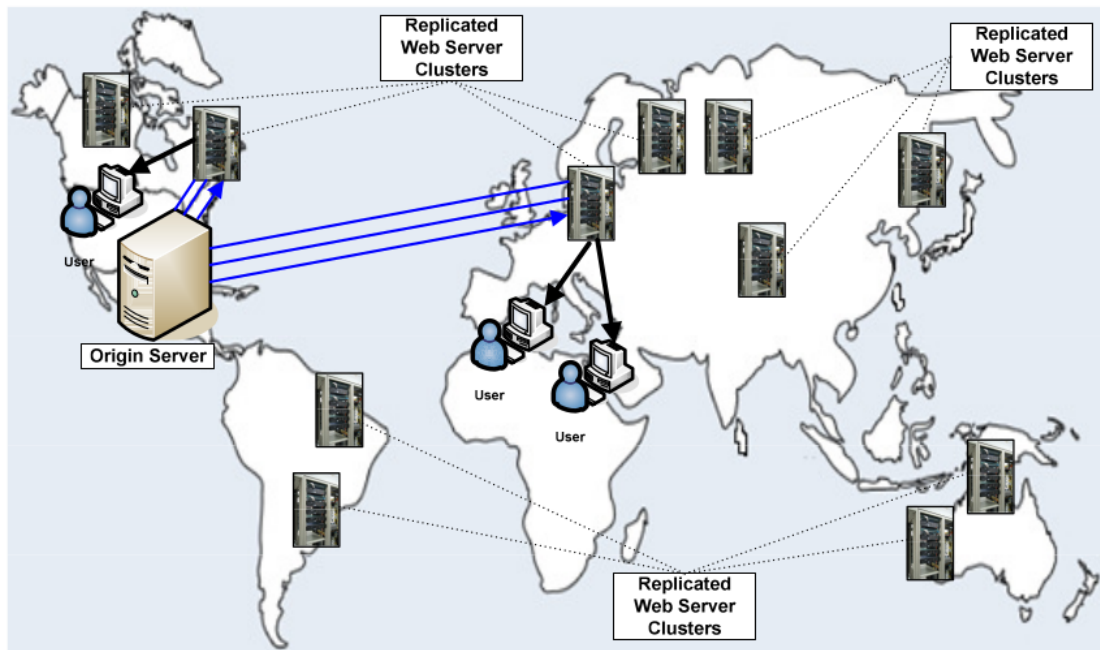 Replicated
Web Server
Clusters
Replicated
Web Server
Clusters
User
Origin Server
User
User
Replicated
Web Server
Clusters